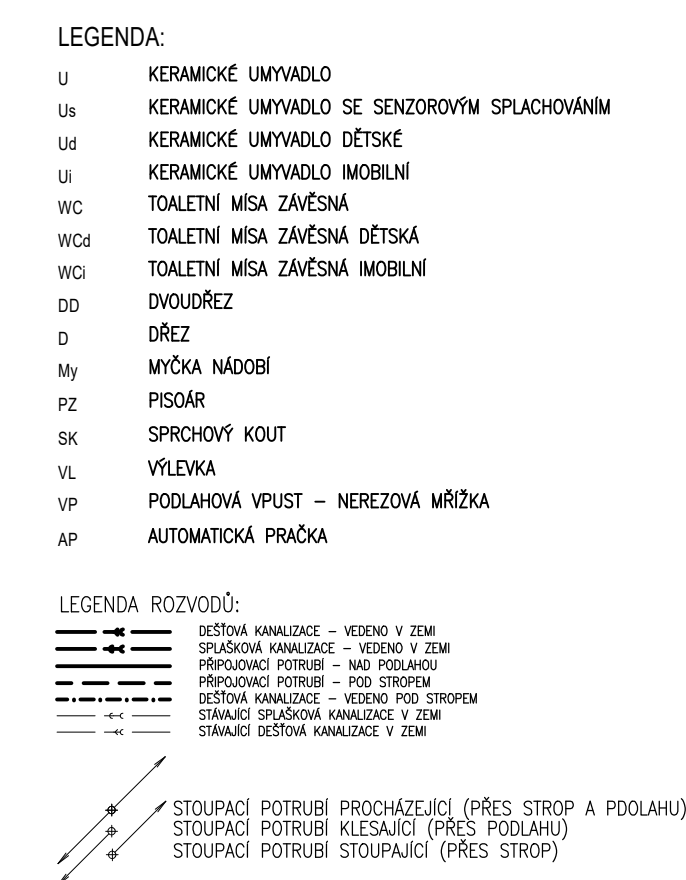 LEGENDA:
U KERAMICKÉ UMYVADLO
Us KERAMICKÉ UMYVADLO SE SENZOROVÝM SPLACHOVÁNÍM
Ud KERAMICKÉ UMYVADLO DĚTSKÉ
Ui KERAMICKÉ UMYVADLO IMOBILNÍ
WC TOALETNÍ MÍSA ZÁVĚSNÁ
WCd TOALETNÍ MÍSA ZÁVĚSNÁ DĚTSKÁ
WCi TOALETNÍ MÍSA ZÁVĚSNÁ IMOBILNÍ
DD DVOUDŘEZ
D DŘEZ
My MYČKA NÁDOBÍ
PZ PISOÁR
SK SPRCHOVÝ KOUT
VL VÝLEVKA
VP PODLAHOVÁ VPUST – NEREZOVÁ MŘÍŽKA
AP AUTOMATICKÁ PRAČKA
LEGENDA ROZVODŮ:
DEŠŤOVÁ KANALIZACE – VEDENO V ZEMI
SPLAŠKOVÁ KANALIZACE – VEDENO V ZEMI
PŘIPOJOVACÍ POTRUBÍ – NAD PODLAHOU
PŘIPOJOVACÍ POTRUBÍ – POD STROPEM
DEŠŤOVÁ KANALIZACE – VEDENO POD STROPEM
STÁVAJÍCÍ SPLAŠKOVÁ KANALIZACE V ZEMI
STÁVAJÍCÍ DEŠŤOVÁ KANALIZACE V ZEMI
STOUPACÍ POTRUBÍ PROCHÁZEJÍCÍ (PŘES STROP A PDOLAHU)
STOUPACÍ POTRUBÍ KLESAJÍCÍ (PŘES PODLAHU)
STOUPACÍ POTRUBÍ STOUPAJÍCÍ (PŘES STROP)